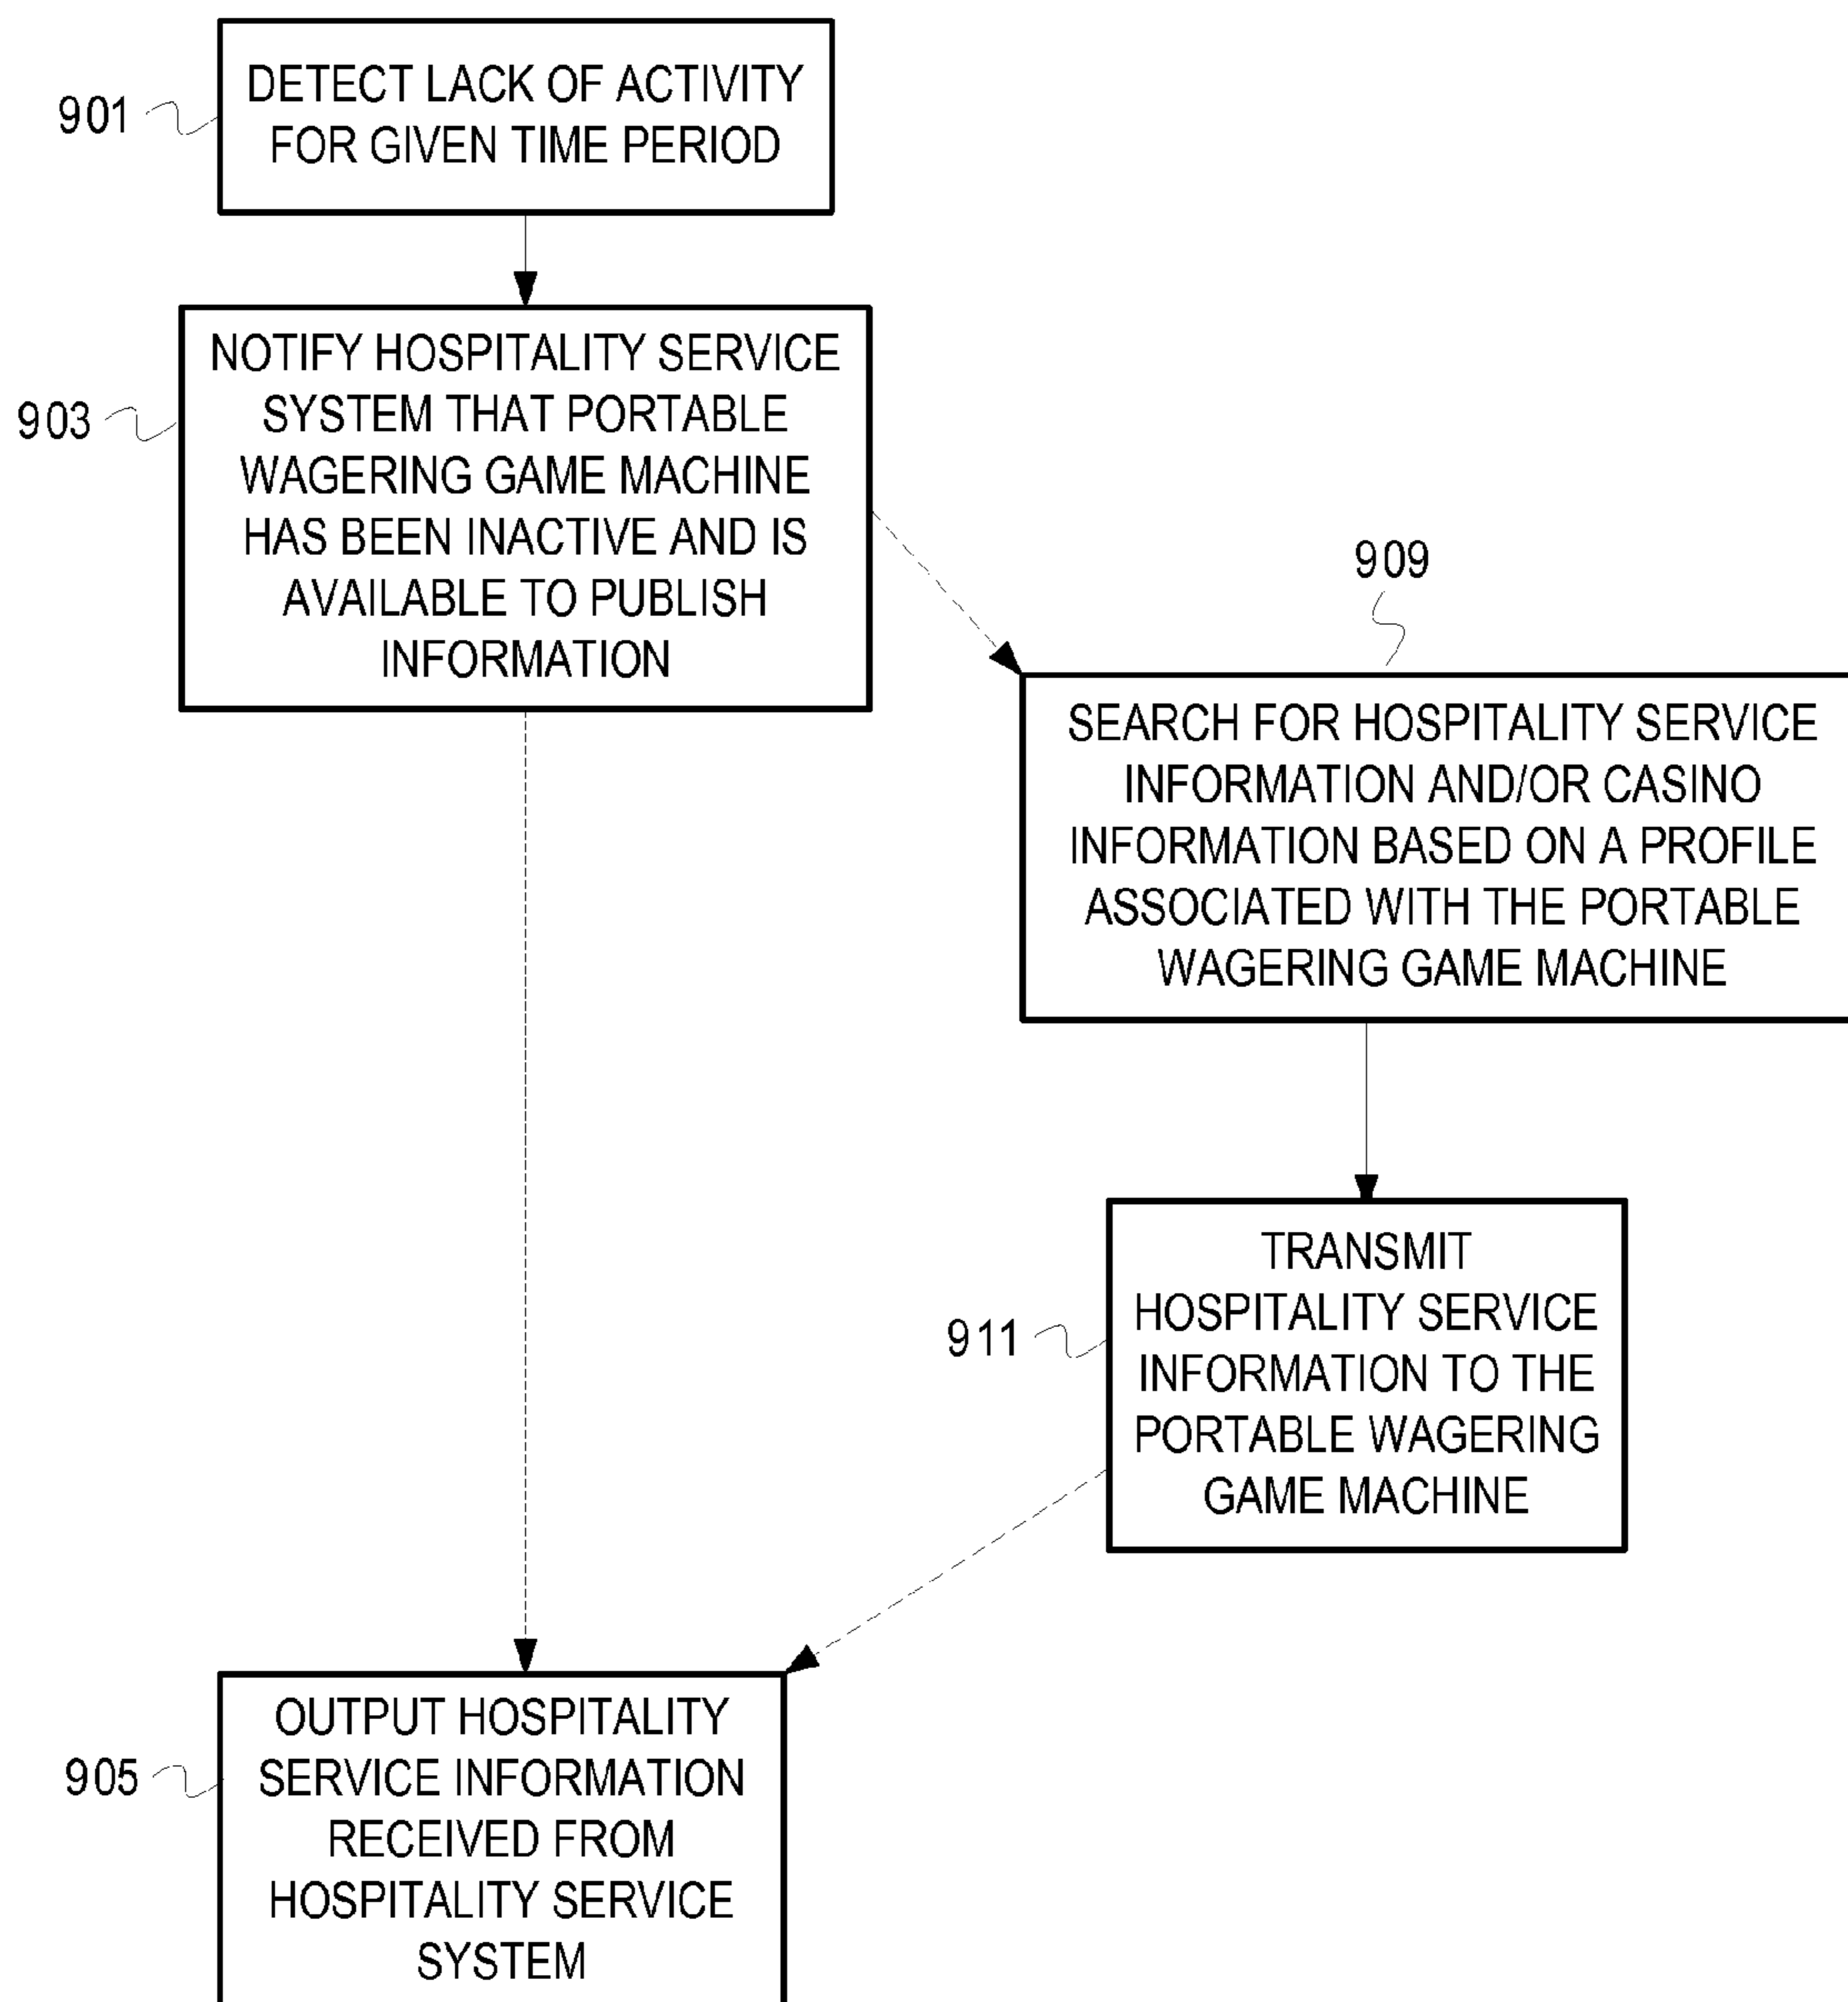 901
DETECT LACK OF ACTIVITY
FOR GIVEN TIME PERIOD
903
NOTIFY HOSPITALITY SERVICE
SYSTEM THAT PORTABLE
WAGERING GAME MACHINE
HAS BEEN INACTIVE AND IS
AVAILABLE TO PUBLISH
INFORMATION
909
SEARCH FOR HOSPITALITY SERVICE
INFORMATION AND/OR CASINO
INFORMATION BASED ON A PROFILE
ASSOCIATED WITH THE PORTABLE
WAGERING GAME MACHINE
911
TRANSMIT
HOSPITALITY SERVICE
INFORMATION TO THE
PORTABLE WAGERING
GAME MACHINE
905
OUTPUT HOSPITALITY
SERVICE INFORMATION
RECEIVED FROM
HOSPITALITY SERVICE
SYSTEM